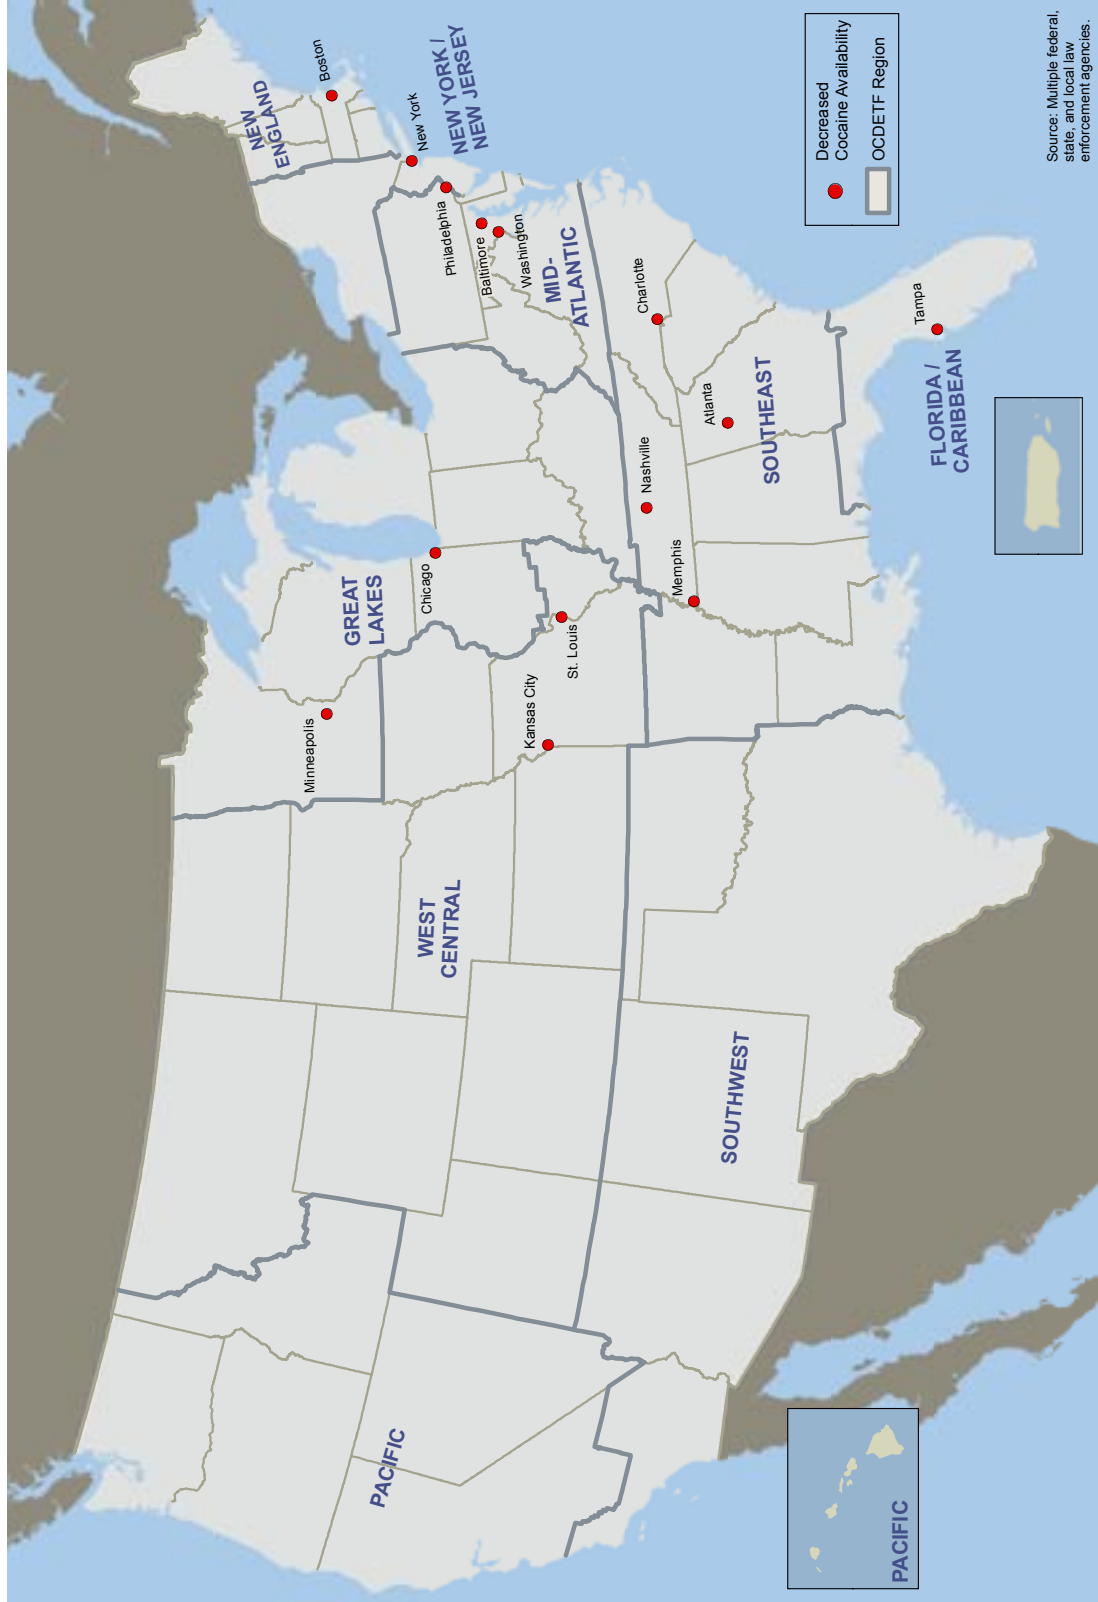 PACIFIC
WEST
CENTRAL
SOUTHWEST
GREAT
LAKES
NEW
ENGLAND
NEW YORK /
NEW JERSEY
MID-
ATLANTIC
SOUTHEAST
FLORIDA /
CARIBBEAN
PACIFIC
Minneapolis
Chicago
Kansas City
St. Louis
Memphis
Nashville
Atlanta
Charlotte
Tampa
Washington
Baltimore
Philadelphia
New York
Boston
Decreased
Cocaine Availability
OCDETF Region
Source: Multiple federal,
state, and local law
enforcement agencies.